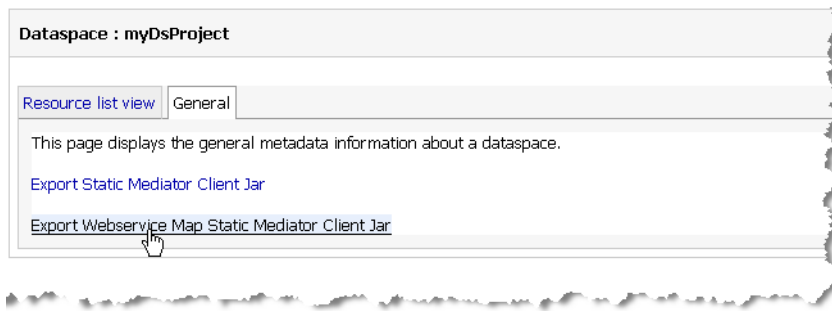 Dataspace : myDsProject
Resource list view General
This page displays the general metadata information about a dataspace.
Export Static Mediator Client Jar
Export Webservice Map Static Mediator Client Jar